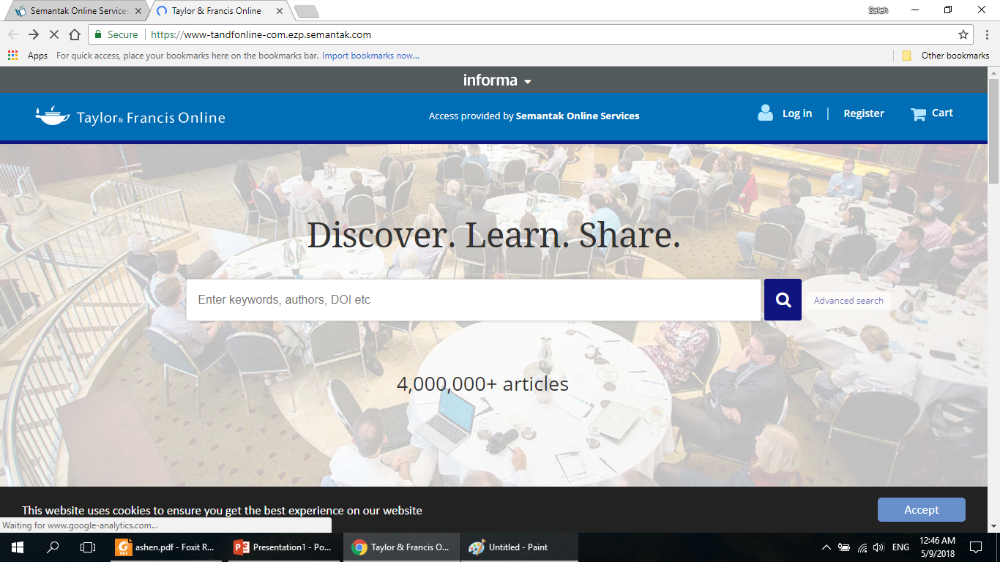 Semantak Online Services
Taylor & Francis Online
Saleh
Secure
https://www-tandfonline-com.ezp.semantak.com
Apps
For quick access, place your bookmarks here on the bookmarks bar. Import bookmarks now...
Other bookmarks
informa
Taylor & Francis Online
Access provided by Semantak Online Services
Log in
Register
Cart
Discover. Learn. Share.
Enter keywords, authors, DOI etc
Advanced search
4,000,000+ articles
This website uses cookies to ensure you get the best experience on our website
Accept
Waiting for www.google-analytics.com...
ashen.pdf - Foxit R...
Presentation1 - Po...
Taylor & Francis O...
Untitled - Paint
ENG
12:46 AM
5/9/2018